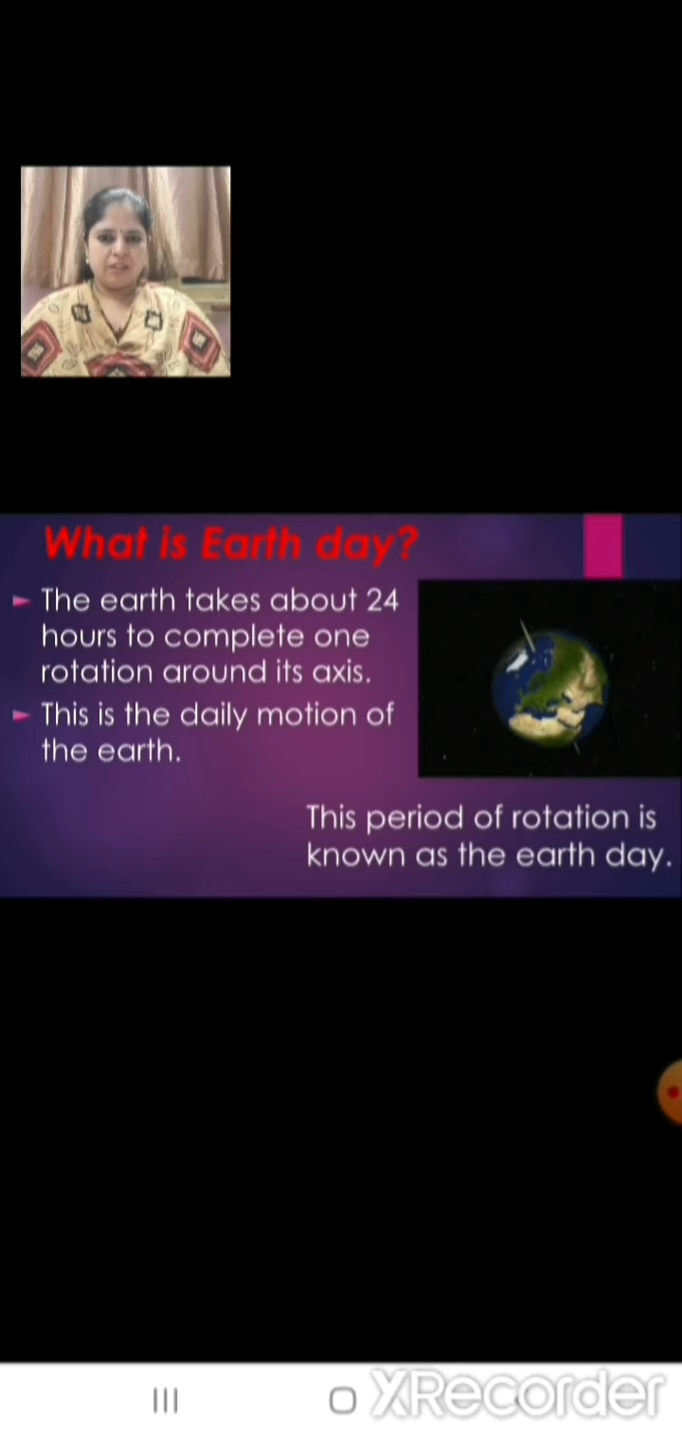 What is Earth day?
The earth takes about 24
hours to complete one
rotation around its axis.
This is the daily motion of
the earth.
This period of rotation is
known as the earth day.
XRecorder